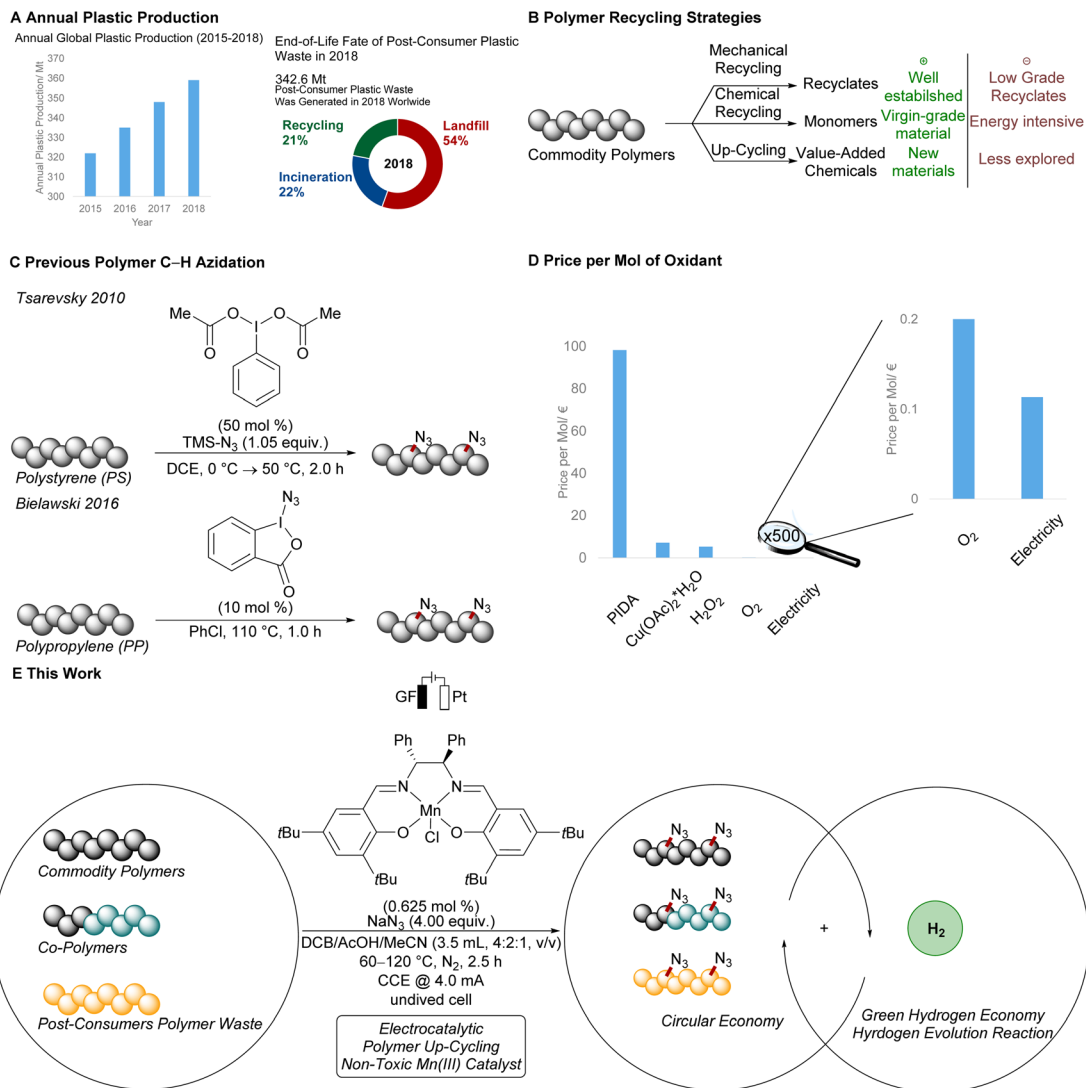 A Annual Plastic Production
Annual Global Plastic Production (2015-2018)
Annual Plastic Production/ Mt
370
360
350
340
330
320
310
300
2015
2016
2017
2018
Year
End-of-Life Fate of Post-Consumer Plastic
Waste in 2018
342.6 Mt
Post-Consumer Plastic Waste
Was Generated in 2018 Worlwide
Recycling
21%
Landfill
54%
2018
Incineration
22%
B Polymer Recycling Strategies
Commodity Polymers
Mechanical
Recycling
Chemical
Recycling
Up-Cycling
Recyclates
Monomers
Value-Added
Chemicals
⊕
Well
estabilshed
Virgin-grade
material
New
materials
⊖
Low Grade
Recyclates
Energy intensive
Less explored
C Previous Polymer C–H Azidation
Tsarevsky 2010
Me
O
I
O
Me
O
O
(50 mol %)
TMS-N3 (1.05 equiv.)
DCE, 0 °C → 50 °C, 2.0 h
Polystyrene (PS)
N3
N3
Bielawski 2016
N3
I
O
O
(10 mol %)
PhCl, 110 °C, 1.0 h
Polypropylene (PP)
N3
N3
D Price per Mol of Oxidant
Price per Mol/ €
100
80
60
40
20
0
PIDA
Cu(OAc)2*H2O
H2O2
O2
Electricity
x500
Price per Mol/ €
0.2
0.1
0
O2
Electricity
E This Work
GF
Pt
Ph
Ph
N
N
Mn
O
Cl
O
tBu
tBu
tBu
tBu
(0.625 mol %)
NaN3 (4.00 equiv.)
DCB/AcOH/MeCN (3.5 mL, 4:2:1, v/v)
60–120 °C, N2, 2.5 h
CCE @ 4.0 mA
undived cell
Electrocatalytic
Polymer Up-Cycling
Non-Toxic Mn(III) Catalyst
Commodity Polymers
Co-Polymers
Post-Consumers Polymer Waste
N3
N3
N3
N3
N3
N3
Circular Economy
+
H2
Green Hydrogen Economy
Hydrogen Evolution Reaction